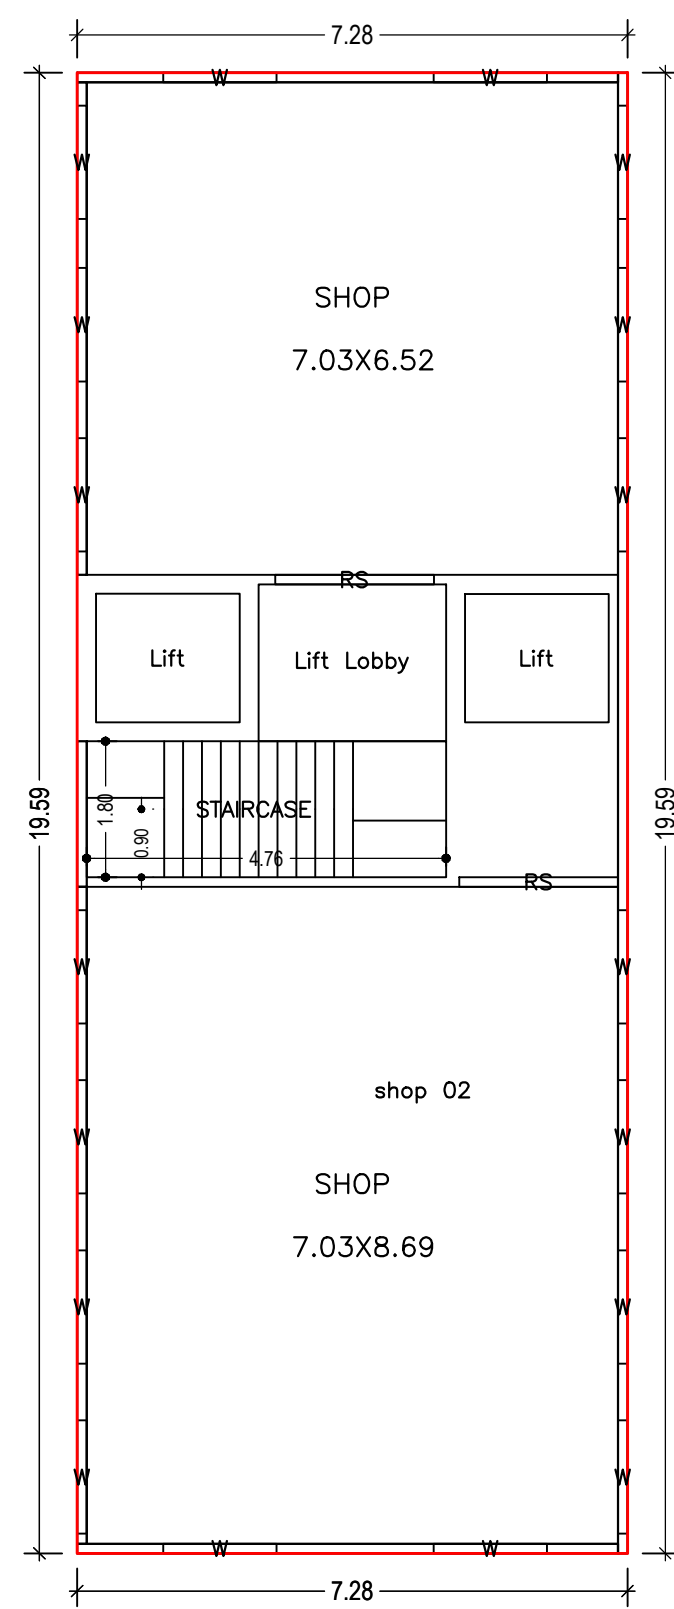 7.28
W W
W
SHOP
W W
7.03X6.52
W W
RS
Lift Lobby
Lift
Lift
19.59
19.59
1.80
STAIRCASE
0.90
4.76
RS
W W
shop 02
W W
SHOP
7.03X8.69
W W
W W
W W
7.28